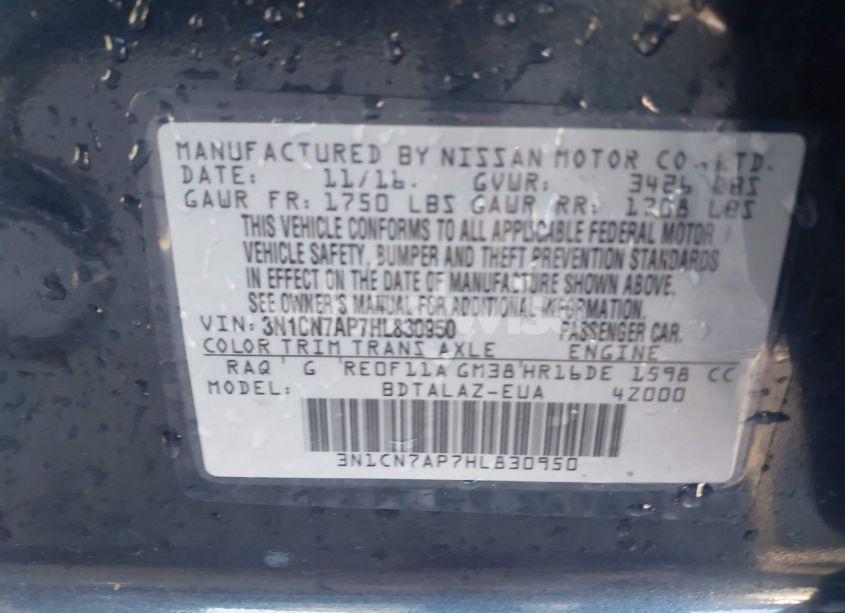 MANUFACTURED BY NISSAN MOTOR CO., LTD.
DATE: 11/16. GVWR: 3426 LBS
GAWR FR: 1750 LBS GAWR RR: 1708 LBS
THIS VEHICLE CONFORMS TO ALL APPLICABLE FEDERAL MOTOR
VEHICLE SAFETY, BUMPER AND THEFT PREVENTION STANDARDS
IN EFFECT ON THE DATE OF MANUFACTURE SHOWN ABOVE.
SEE OWNER'S MANUAL FOR ADDITIONAL INFORMATION.
VIN: 3N1CN7AP7HL830950 PASSENGER CAR.
COLOR TRIM TRANS AXLE ENGINE
RAQ G RE0F11A GM38 HR16DE 1598 CC
MODEL: BDTALAZ-EUA 42000
3N1CN7AP7HL830950